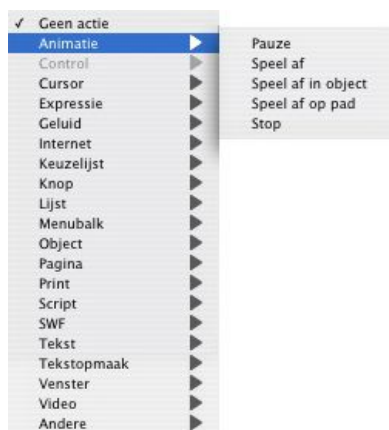 ✓ Geen actie
Animatie
Control
Cursor
Expressie
Geluid
Internet
Keuzelijst
Knop
Lijst
Menubalk
Object
Pagina
Print
Script
SWF
Tekst
Tekstopmaak
Venster
Video
Andere
Pauze
Speel af
Speel af in object
Speel af op pad
Stop